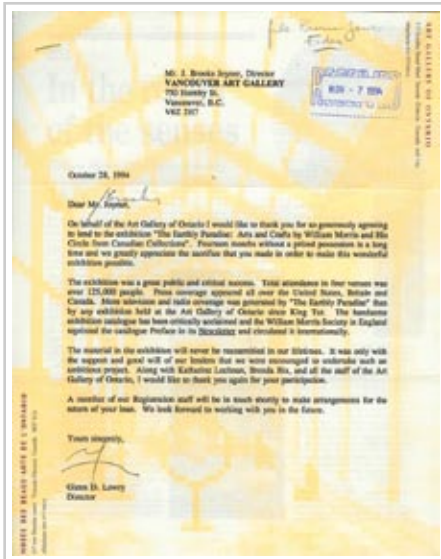 Mr. J. Brooks Joyner, Director
VANCOUVER ART GALLERY
750 Hornby St.
Vancouver, B.C.
V6Z 2H7
NOV - 7 1994
ART GALLERY OF ONTARIO
October 28, 1994
Dear Mr. Joyner,
On behalf of the Art Gallery of Ontario I would like to thank you for so generously agreeing
to lend to the exhibition "The Earthly Paradise: Arts and Crafts by William Morris and His
Circle from Canadian Collections". Fourteen months without a prized possession is a long
time and we greatly appreciate the sacrifice that you made in order to make this wonderful
exhibition possible.
The exhibition was a great public and critical success. Total attendance in four venues was
over 125,000 people. Press coverage appeared all over the United States, Britain and
Canada. More television and radio coverage was generated by "The Earthly Paradise" than
by any exhibition held at the Art Gallery of Ontario since King Tut. The handsome
exhibition catalogue has been critically acclaimed and the William Morris Society in England
reprinted the catalogue Preface in its Newsletter and circulated it internationally.
The material in the exhibition will never be reassembled in our lifetimes. It was only with
the support and good will of our lenders that we were encouraged to undertake such an
ambitious project. Along with Katharine Lochnan, Brenda Rix, and all the staff of the Art
Gallery of Ontario, I would like to thank you again for your participation.
A member of our Registration staff will be in touch shortly to make arrangements for the
return of your loan. We look forward to working with you in the future.
Yours sincerely,
Glenn D. Lowry
Director
MUSÉE DES BEAUX-ARTS DE L'ONTARIO